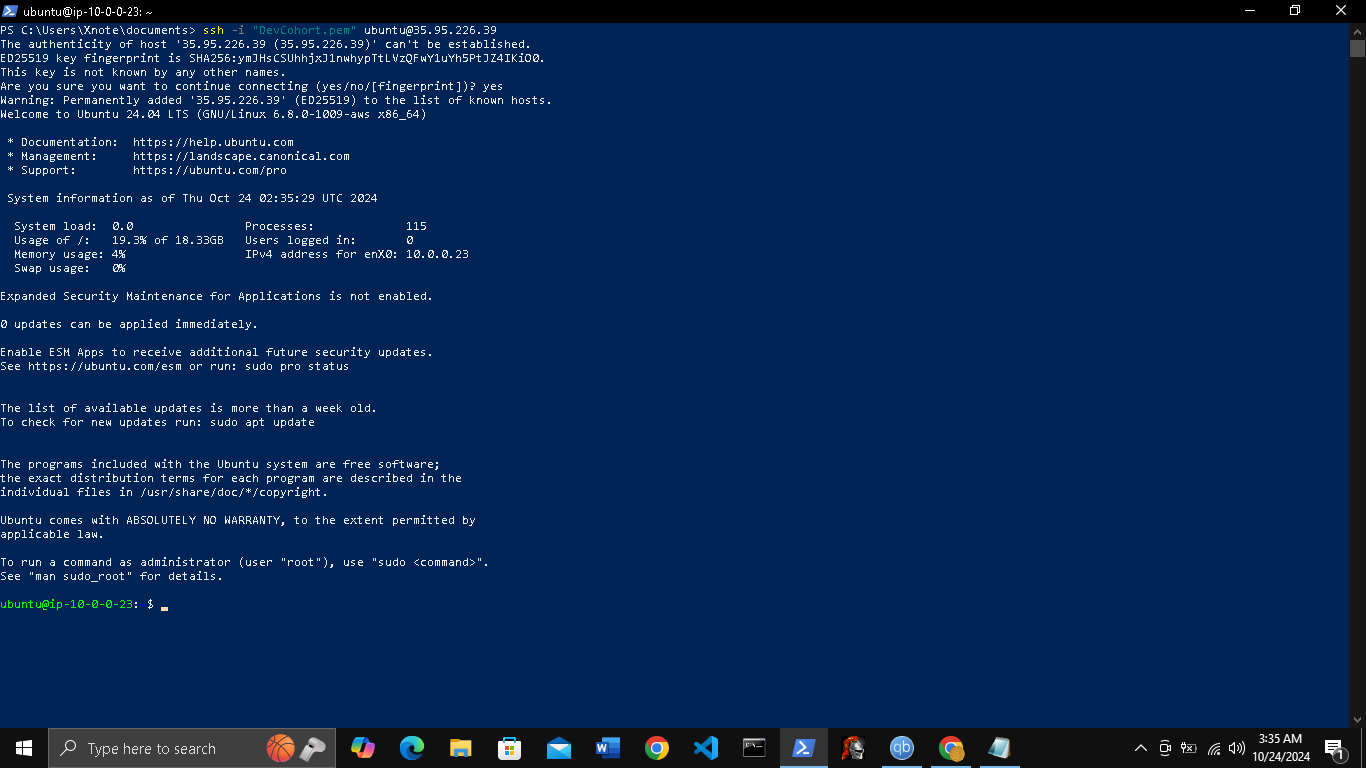 ubuntu@ip-10-0-0-23: ~
PS C:\Users\Xnote\documents> ssh -i "DevCohort.pem" ubuntu@35.95.226.39
The authenticity of host '35.95.226.39 (35.95.226.39)' can't be established.
ED25519 key fingerprint is SHA256:ymJHsCSUhhjxJ1nwhypTtLVzQFwY1uYh5PtJZ4IKiO0.
This key is not known by any other names.
Are you sure you want to continue connecting (yes/no/[fingerprint])? yes
Warning: Permanently added '35.95.226.39' (ED25519) to the list of known hosts.
Welcome to Ubuntu 24.04 LTS (GNU/Linux 6.8.0-1009-aws x86_64)
* Documentation: https://help.ubuntu.com
* Management: https://landscape.canonical.com
* Support: https://ubuntu.com/pro
System information as of Thu Oct 24 02:35:29 UTC 2024
System load: 0.0 Processes: 115
Usage of /: 19.3% of 18.33GB Users logged in: 0
Memory usage: 4% IPv4 address for enX0: 10.0.0.23
Swap usage: 0%
Expanded Security Maintenance for Applications is not enabled.
0 updates can be applied immediately.
Enable ESM Apps to receive additional future security updates.
See https://ubuntu.com/esm or run: sudo pro status
The list of available updates is more than a week old.
To check for new updates run: sudo apt update
The programs included with the Ubuntu system are free software;
the exact distribution terms for each program are described in the
individual files in /usr/share/doc/*/copyright.
Ubuntu comes with ABSOLUTELY NO WARRANTY, to the extent permitted by
applicable law.
To run a command as administrator (user "root"), use "sudo <command>".
See "man sudo_root" for details.
ubuntu@ip-10-0-0-23: $
Type here to search
qb
3:35 AM
10/24/2024
1